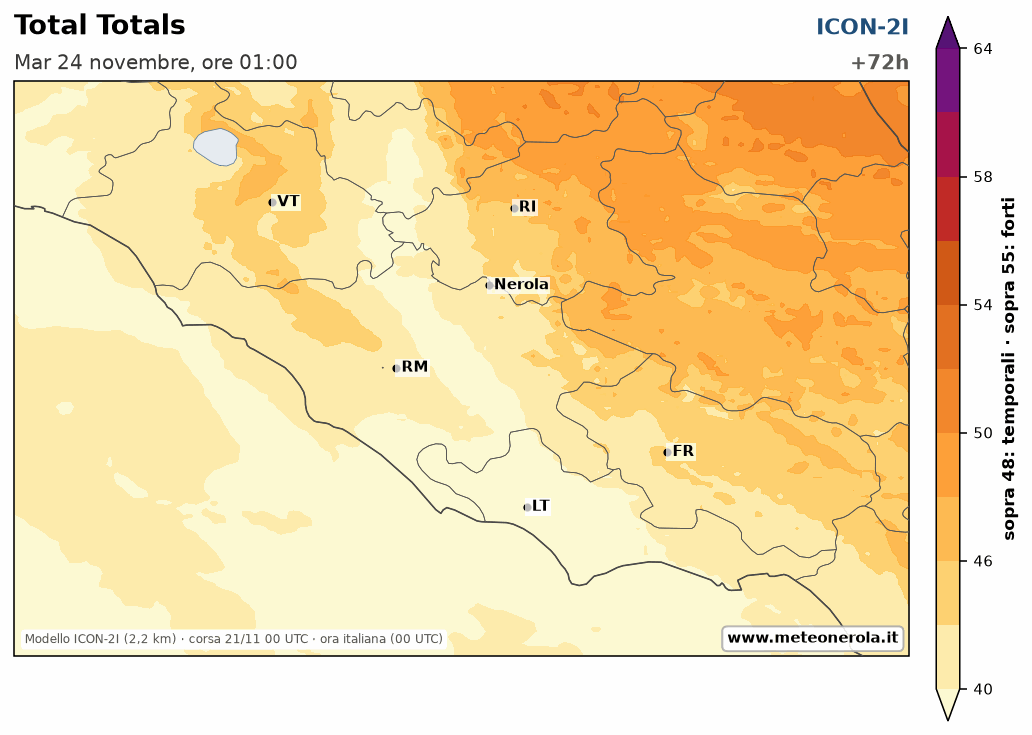 Total Totals
ICON-2I
Mar 24 novembre, ore 01:00
+72h
VT
RI
Nerola
RM
FR
LT
Modello ICON-2I (2,2 km) · corsa 21/11 00 UTC · ora italiana (00 UTC)
www.meteonerola.it
64
58
54
50
46
40
sopra 48: temporali · sopra 55: forti